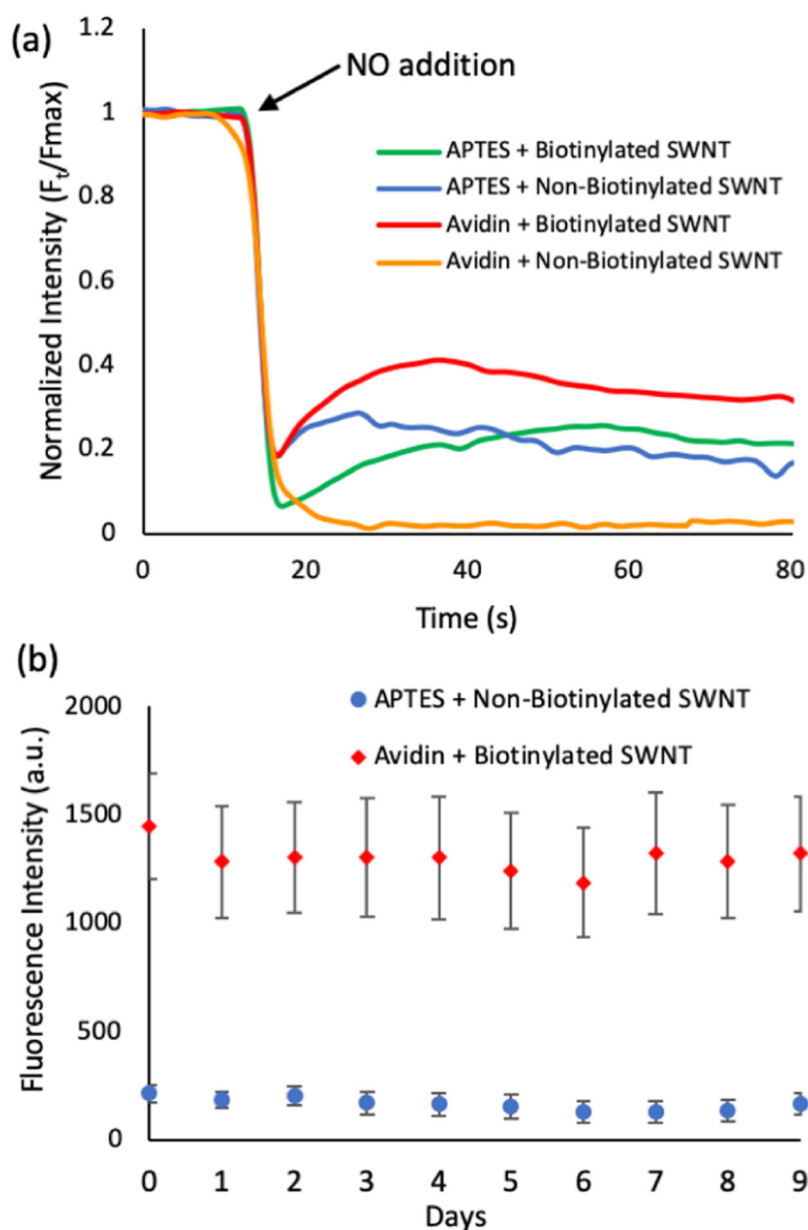 (a)
Normalized Intensity (Ft/Fmax)
1.2
1
0.8
0.6
0.4
0.2
0
NO addition
APTES + Biotinylated SWNT
APTES + Non-Biotinylated SWNT
Avidin + Biotinylated SWNT
Avidin + Non-Biotinylated SWNT
0 20 40 60 80
Time (s)
(b)
Fluorescence Intensity (a.u.)
2000
1500
1000
500
0
APTES + Non-Biotinylated SWNT
Avidin + Biotinylated SWNT
0 1 2 3 4 5 6 7 8 9
Days